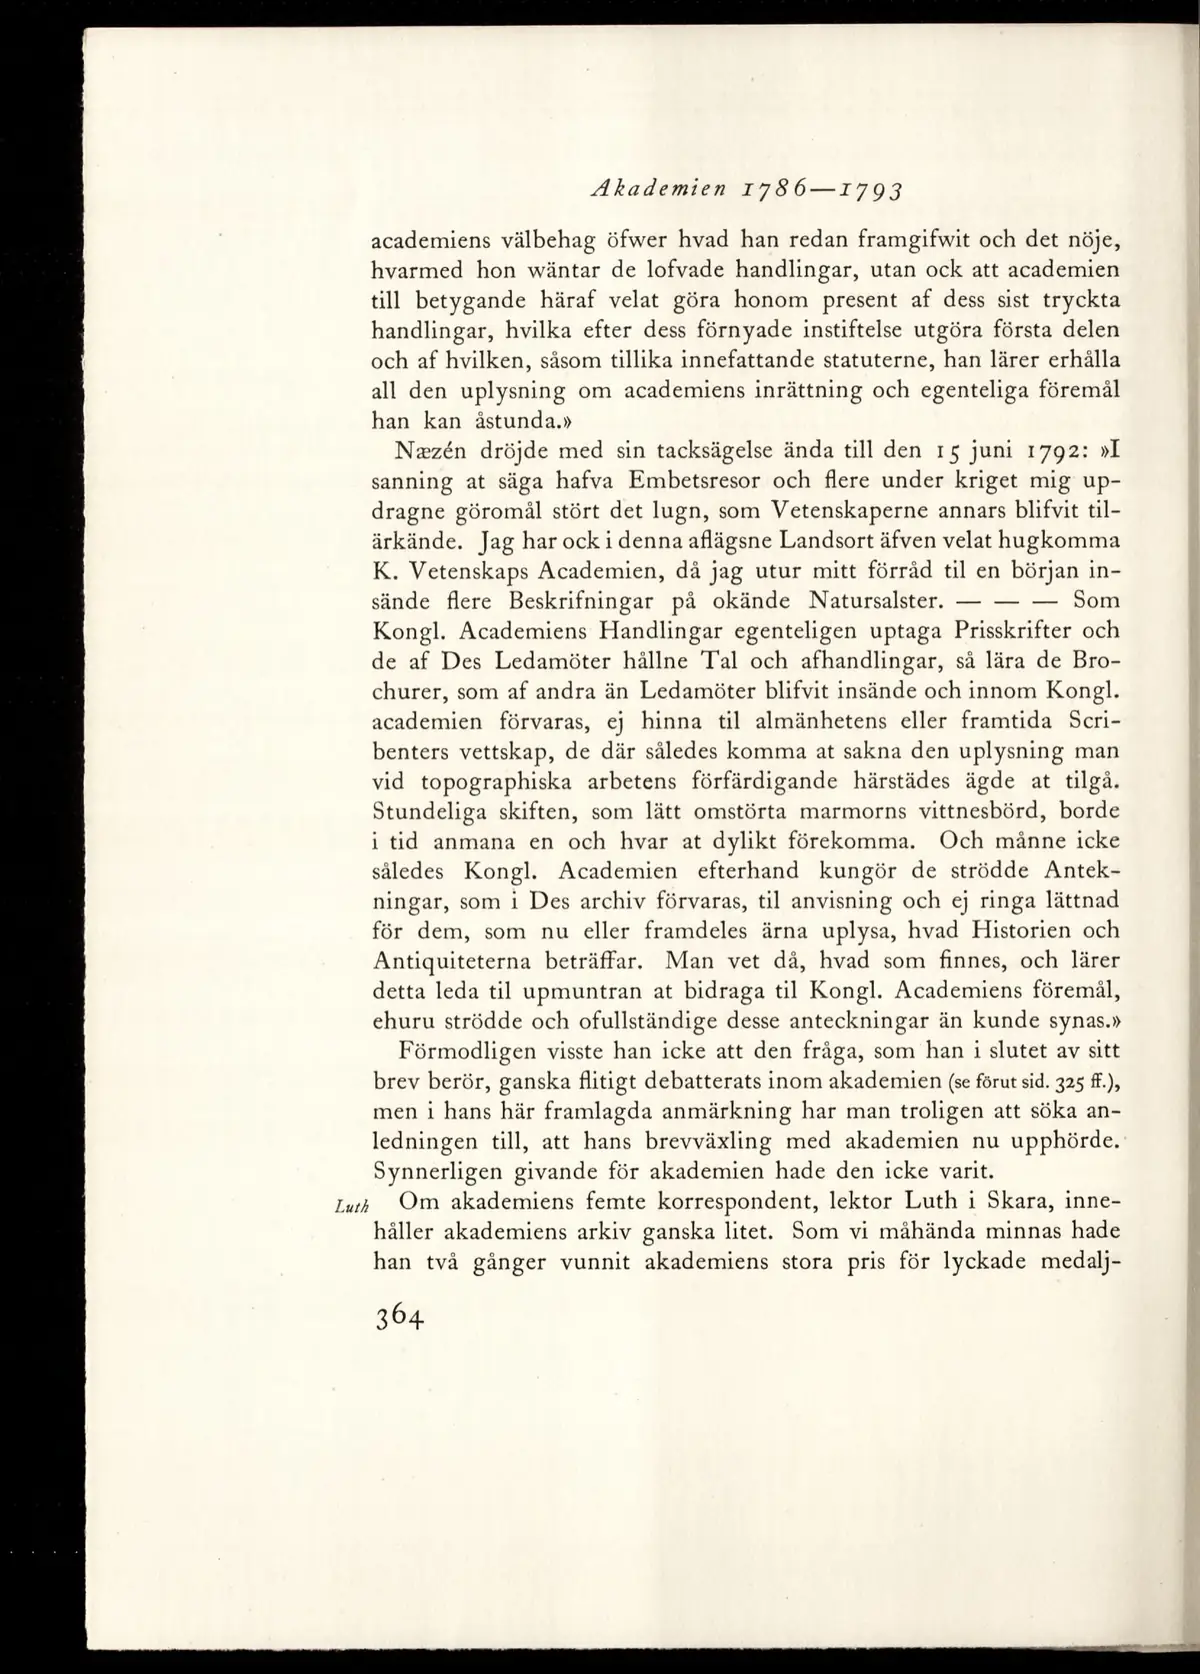 Akademien 1786—1793
academiens välbehag öfwer hvad han redan framgifwit och det nöje,
hvarmed hon wäntar de lofvade handlingar, utan ock att academien
till betygande häraf velat göra honom present af dess sist tryckta
handlingar, hvilka efter dess förnyade instiftelse utgöra första delen
och af hvilken, såsom tillika innefattande statuterne, han lärer erhålla
all den uplysning om academiens inrättning och egenteliga föremål
han kan åstunda.»
Næzén dröjde med sin tacksägelse ända till den 15 juni 1792: »I
sanning at säga hafva Embetsresor och flere under kriget mig up-
dragne göromål stört det lugn, som Vetenskaperne annars blifvit til-
ärkände. Jag har ock i denna aflägsne Landsort äfven velat hugkomma
K. Vetenskaps Academien, då jag utur mitt förråd til en början in-
sände flere Beskrifningar på okände Natursalster. — — — Som
Kongl. Academiens Handlingar egenteligen uptaga Prisskrifter och
de af Des Ledamöter hållne Tal och afhandlingar, så lära de Bro-
churer, som af andra än Ledamöter blifvit insände och innom Kongl.
academien förvaras, ej hinna til almänhetens eller framtida Scri-
benters vettskap, de där således komma at sakna den uplysning man
vid topographiska arbetens förfärdigande härstädes ägde at tilgå.
Stundeliga skiften, som lätt omstörta marmorns vittnesbörd, borde
i tid anmana en och hvar at dylikt förekomma. Och månne icke
således Kongl. Academien efterhand kungör de strödde Antek-
ningar, som i Des archiv förvaras, til anvisning och ej ringa lättnad
för dem, som nu eller framdeles ärna uplysa, hvad Historien och
Antiquiteterna beträffar. Man vet då, hvad som finnes, och lärer
detta leda til upmuntran at bidraga til Kongl. Academiens föremål,
ehuru strödde och ofullständige desse anteckningar än kunde synas.»
Förmodligen visste han icke att den fråga, som han i slutet av sitt
brev berör, ganska flitigt debatterats inom akademien (se förut sid. 325 ff.),
men i hans här framlagda anmärkning har man troligen att söka an-
ledningen till, att hans brevväxling med akademien nu upphörde.
Synnerligen givande för akademien hade den icke varit.
Luth Om akademiens femte korrespondent, lektor Luth i Skara, inne-
håller akademiens arkiv ganska litet. Som vi måhända minnas hade
han två gånger vunnit akademiens stora pris för lyckade medalj-
364